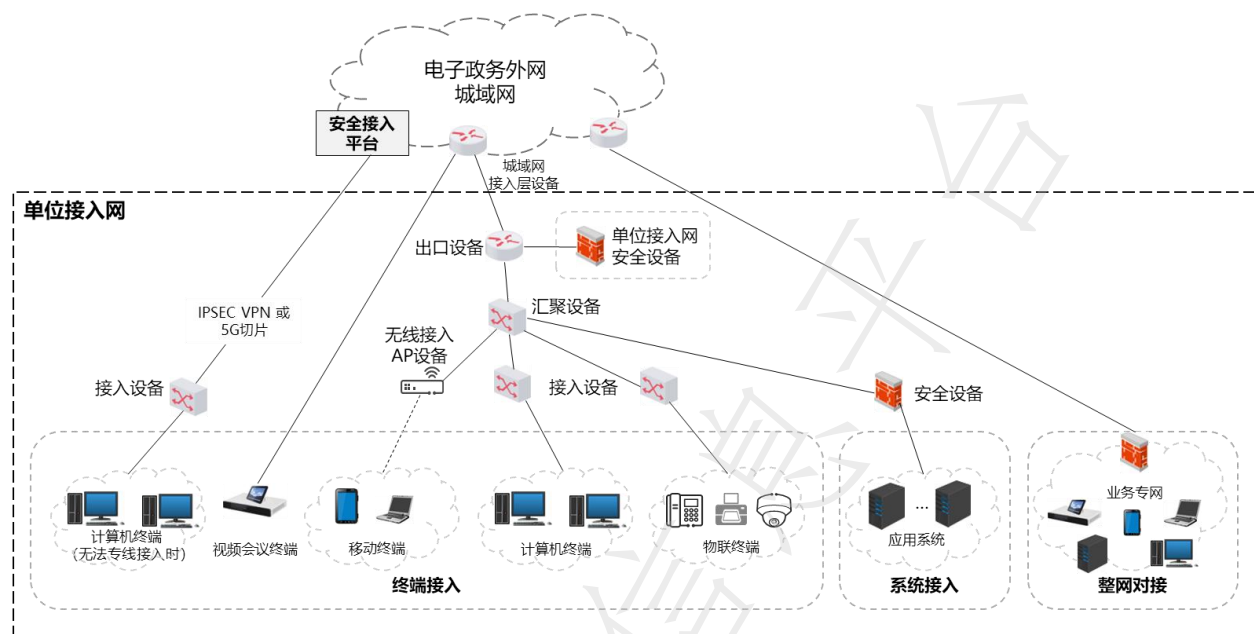 电子政务外网
城域网
安全接入
平台
城域网
接入层设备
单位接入网
出口设备
单位接入网
安全设备
IPSEC VPN 或
5G切片
汇聚设备
无线接入
AP设备
接入设备
接入设备
安全设备
计算机终端
（无法专线接入时）
视频会议终端
移动终端
计算机终端
物联终端
...
应用系统
业务专网
终端接入
系统接入
整网对接